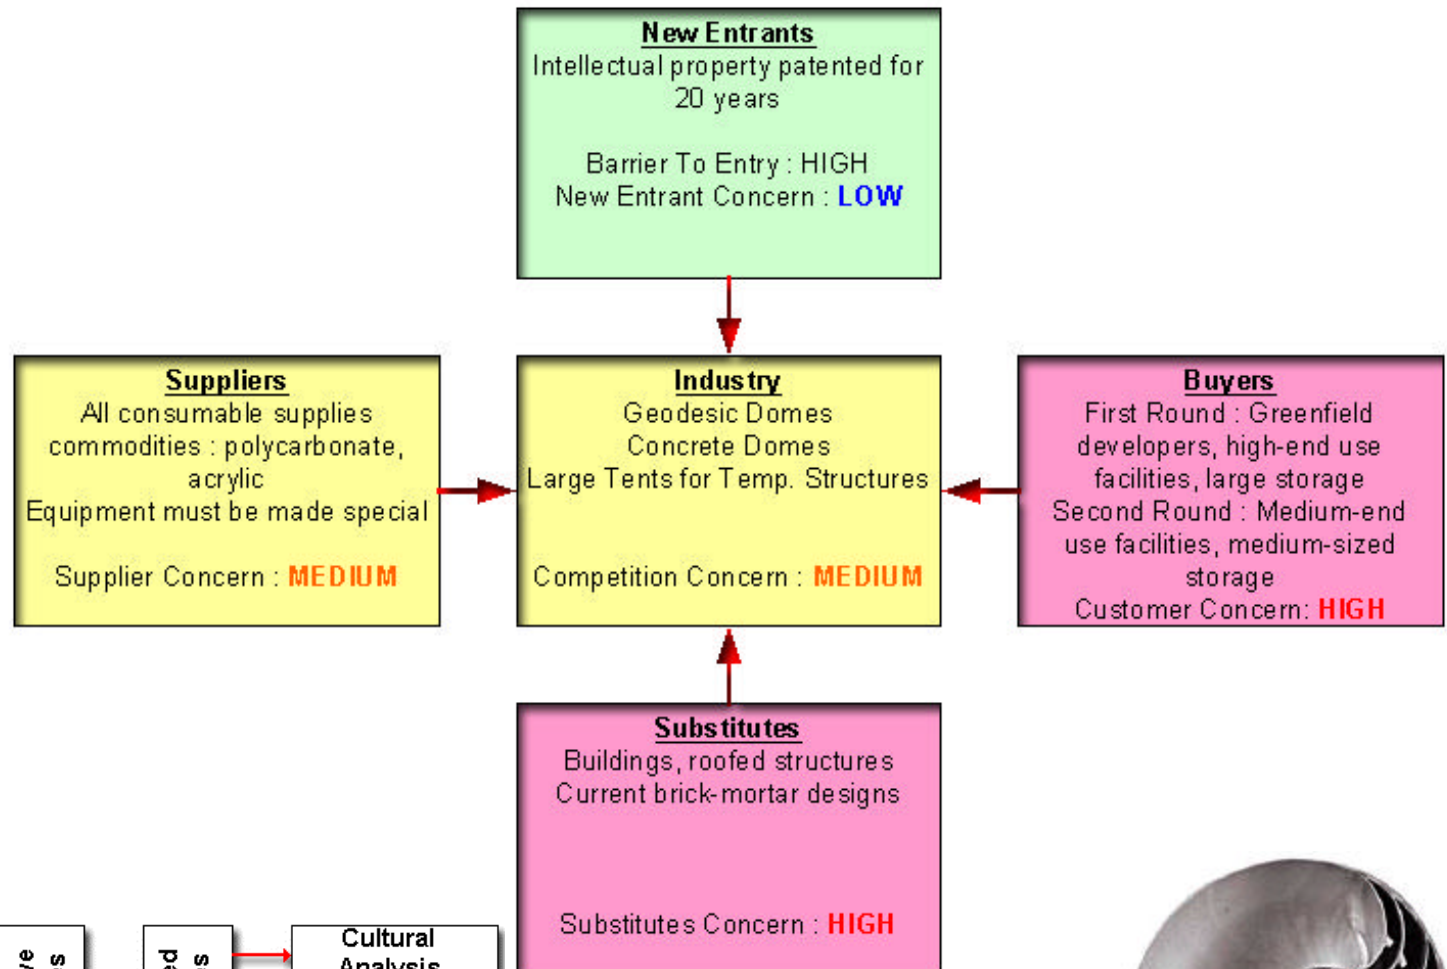 New Entrants
Intellectual property patented for
20 years
Barrier To Entry : HIGH
New Entrant Concern : LOW
Suppliers
All consumable supplies
commodities : polycarbonate,
acrylic
Equipment must be made special
Supplier Concern : MEDIUM
Industry
Geodesic Domes
Concrete Domes
Large Tents for Temp. Structures
Competition Concern : MEDIUM
Buyers
First Round : Greenfield
developers, high-end use
facilities, large storage
Second Round : Medium-end
use facilities, medium-sized
storage
Customer Concern: HIGH
Substitutes
Buildings, roofed structures
Current brick-mortar designs
Substitutes Concern : HIGH
Cultural
Analysis